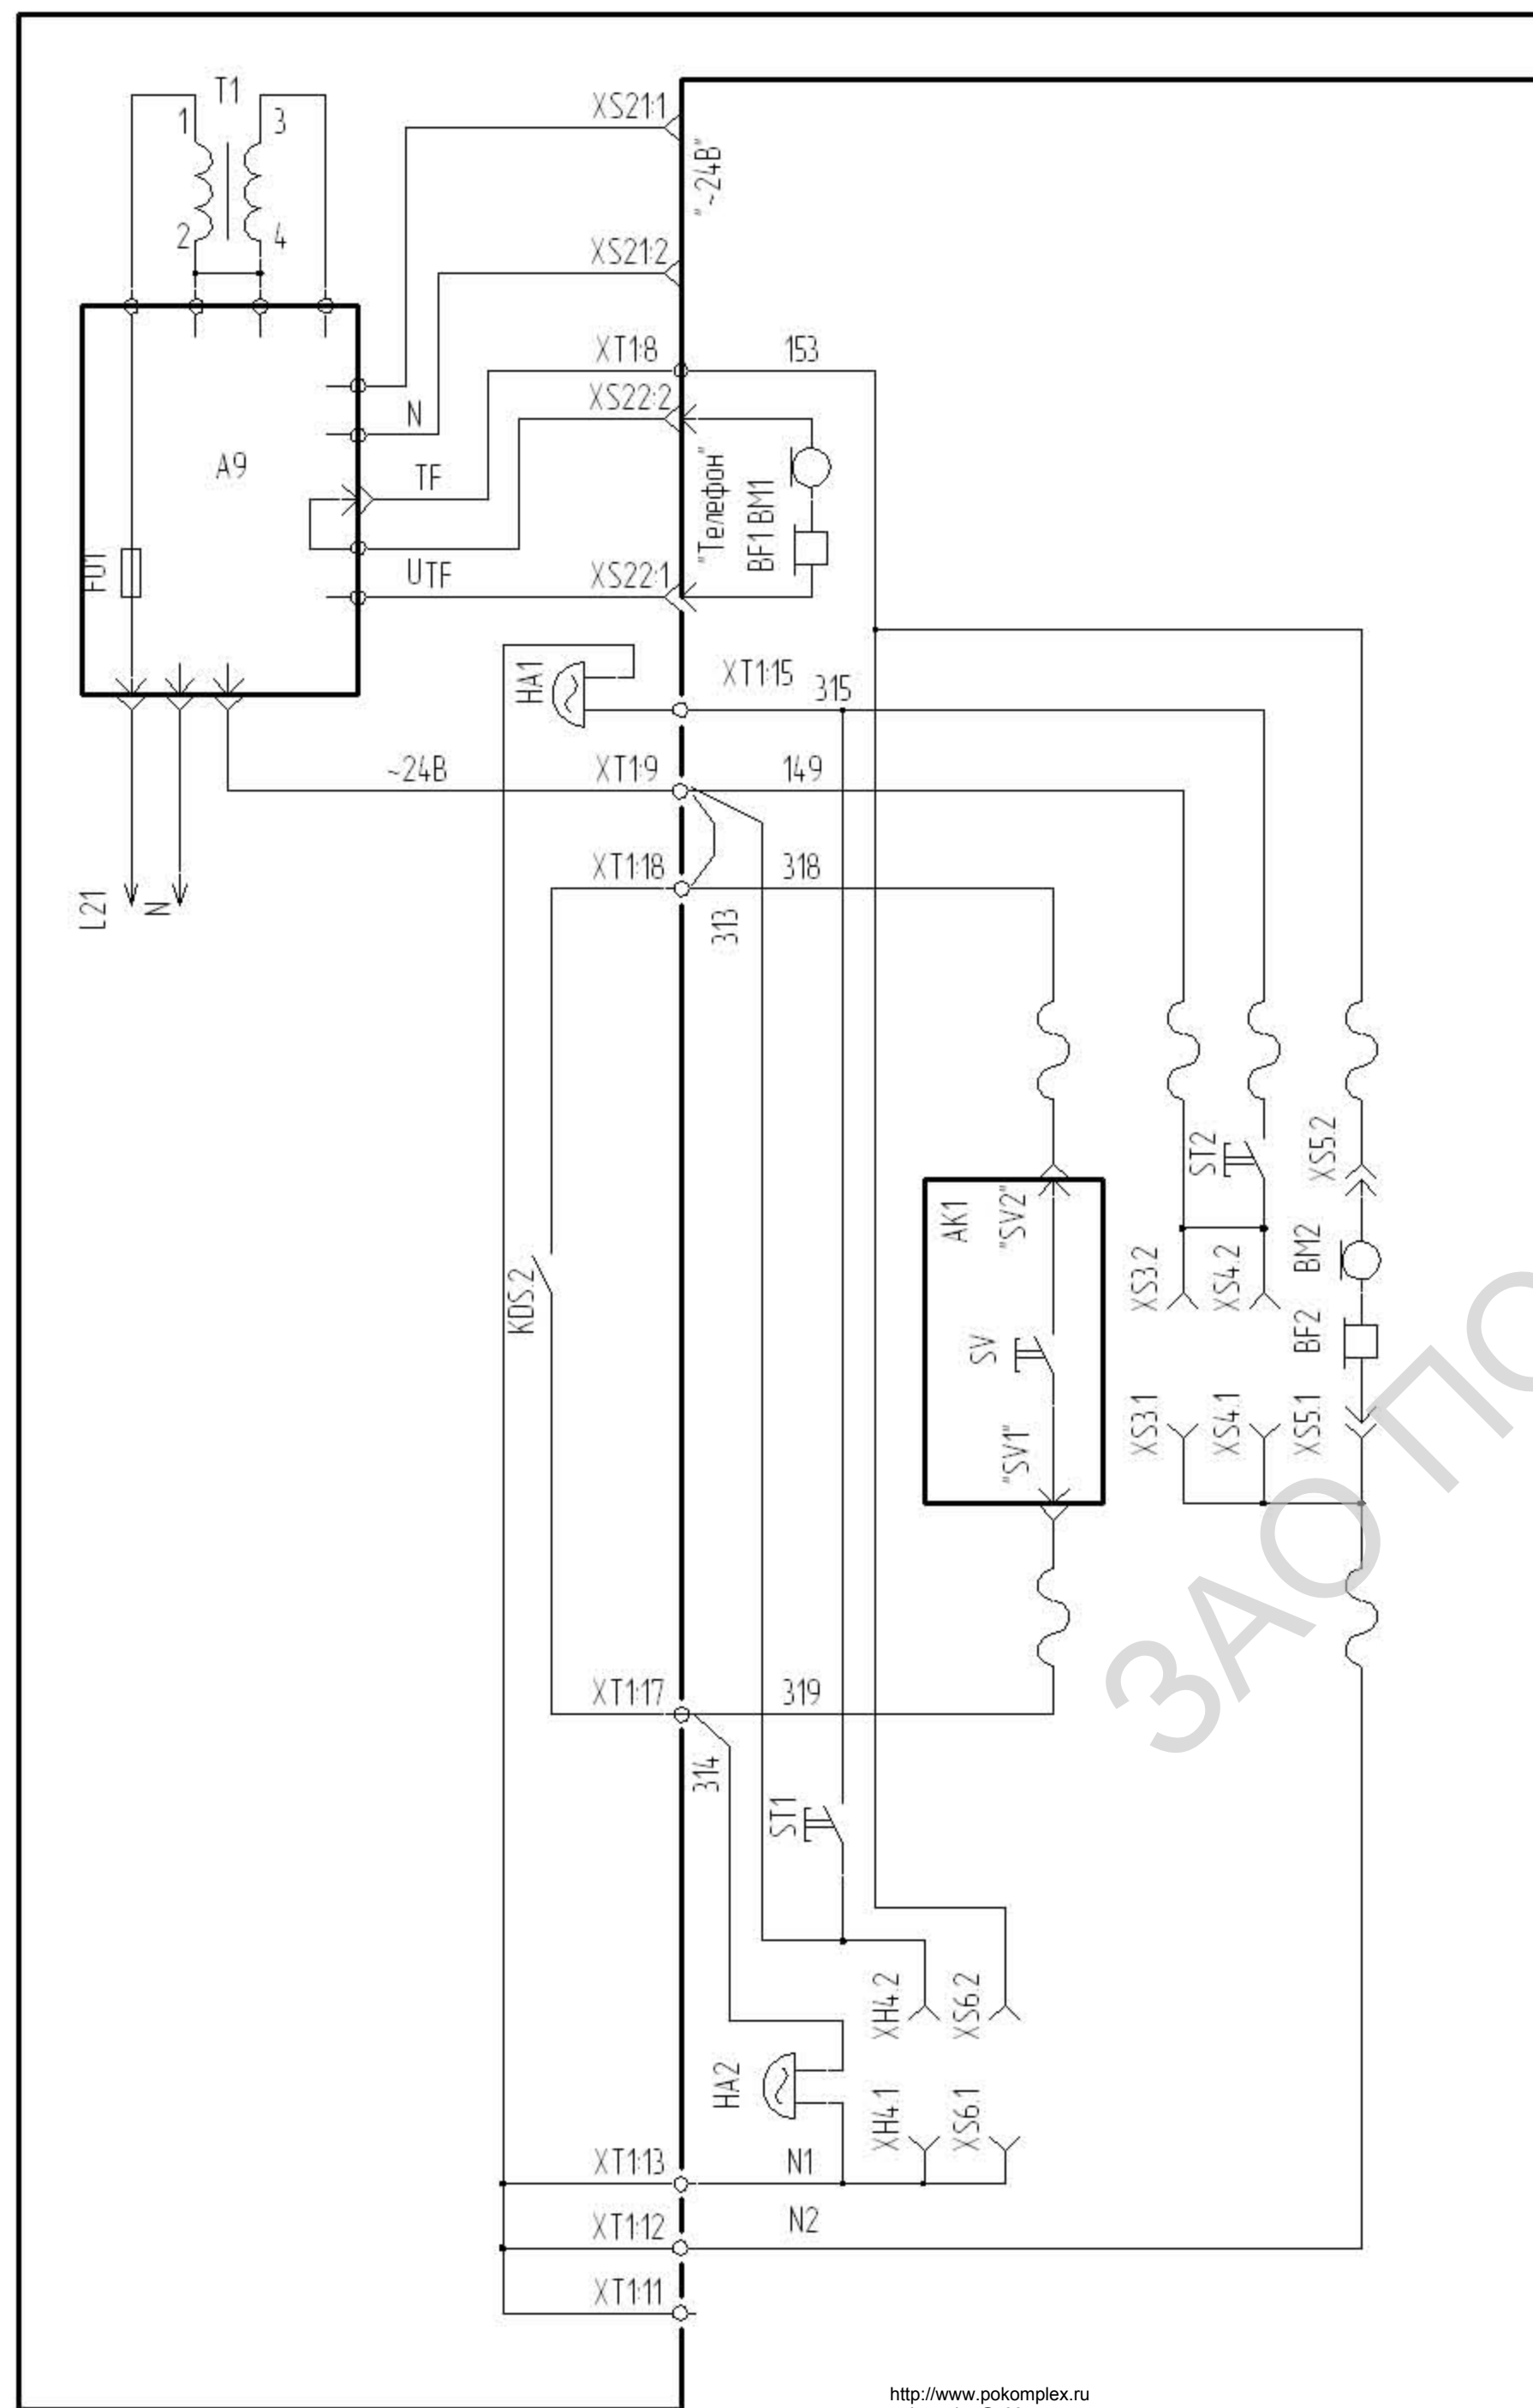 T1
1
3
2
4
XS21:1
"~24В"
XS21:2
XT1:8
153
XS22:2
N
A9
TF
"Телефон"
BF1 BM1
FU1
UTF
XS22:1
HA1
XT1:15
315
~24В
XT1:9
149
XT1:18
318
L21
N
313
ST2
XS5.2
AK1
"SV2"
KDS.2
XS3.2
XS4.2
BM2
SV
BF2
"SV1"
XS3.1
XS4.1
XS5.1
XT1:17
319
314
ST1
XH4.2
XS6.2
HA2
XH4.1
XS6.1
XT1:13
N1
XT1:12
N2
XT1:11
ЗАО ПО
http://www.pokomplex.ru